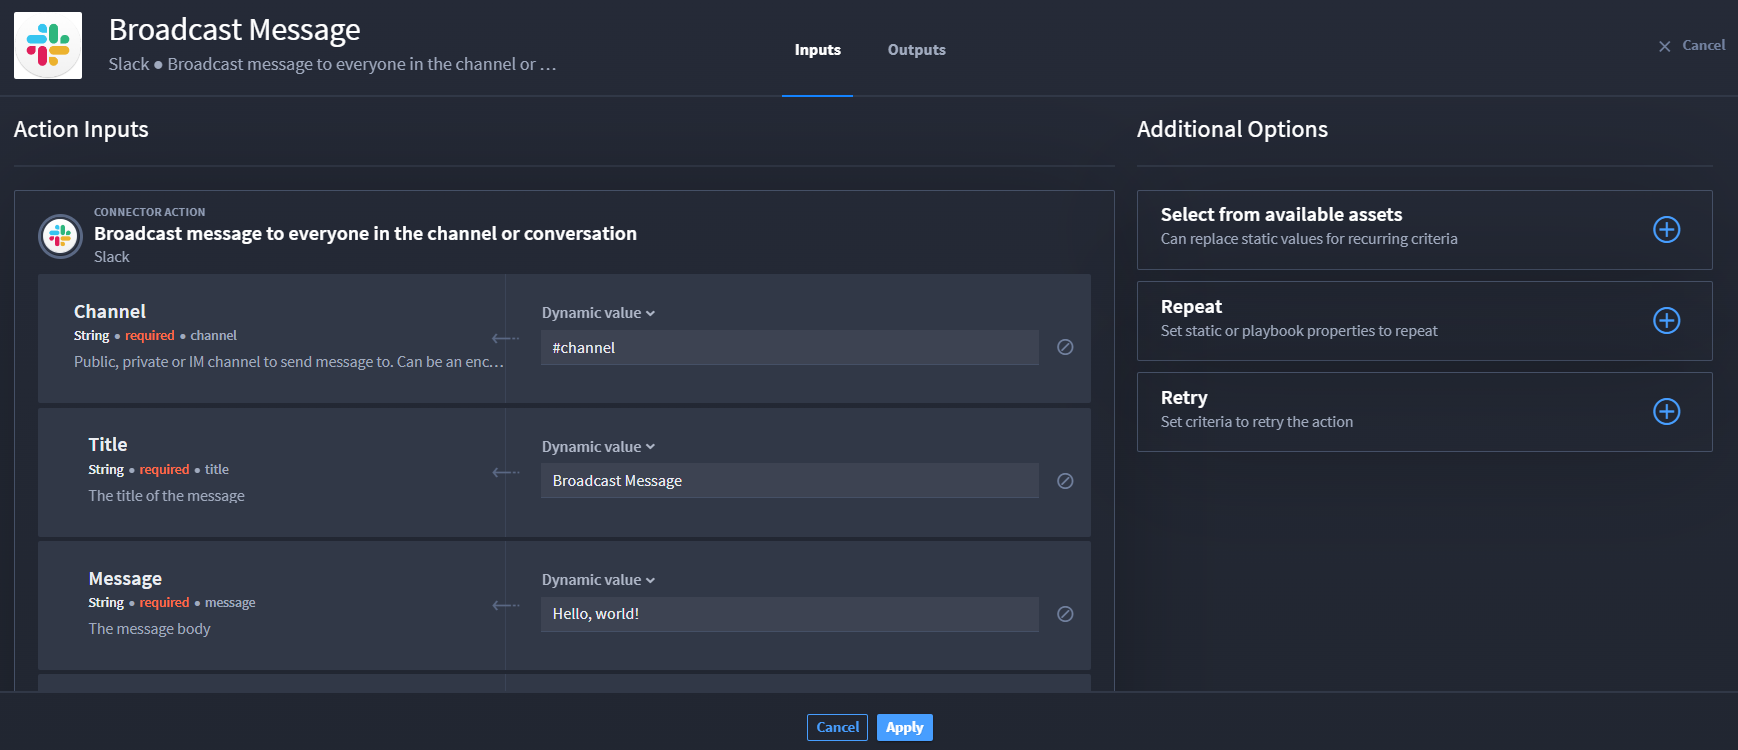 Broadcast Message
Slack ● Broadcast message to everyone in the channel or …
Inputs
Outputs
Cancel
Action Inputs
Additional Options
CONNECTOR ACTION
Broadcast message to everyone in the channel or conversation
Slack
Channel
String • required • channel
Public, private or IM channel to send message to. Can be an enc…
Dynamic value
#channel
Title
String • required • title
The title of the message
Dynamic value
Broadcast Message
Message
String • required • message
The message body
Dynamic value
Hello, world!
Select from available assets
Can replace static values for recurring criteria
Repeat
Set static or playbook properties to repeat
Retry
Set criteria to retry the action
Cancel
Apply